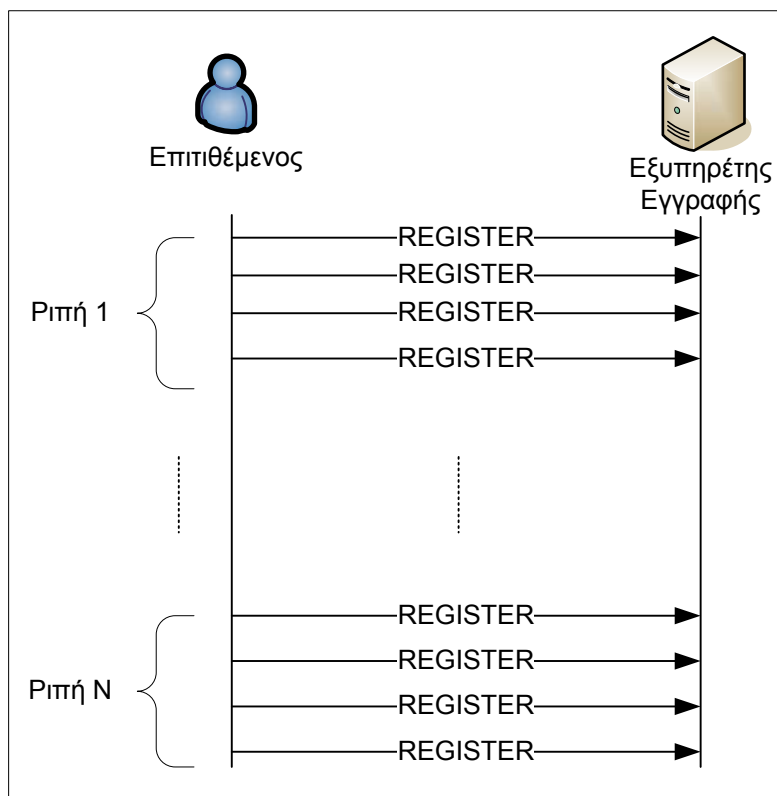 Επιτιθέμενος
Εξυπηρέτης
Εγγραφής
REGISTER
REGISTER
Ριπή 1
REGISTER
REGISTER
REGISTER
REGISTER
Ριπή N
REGISTER
REGISTER